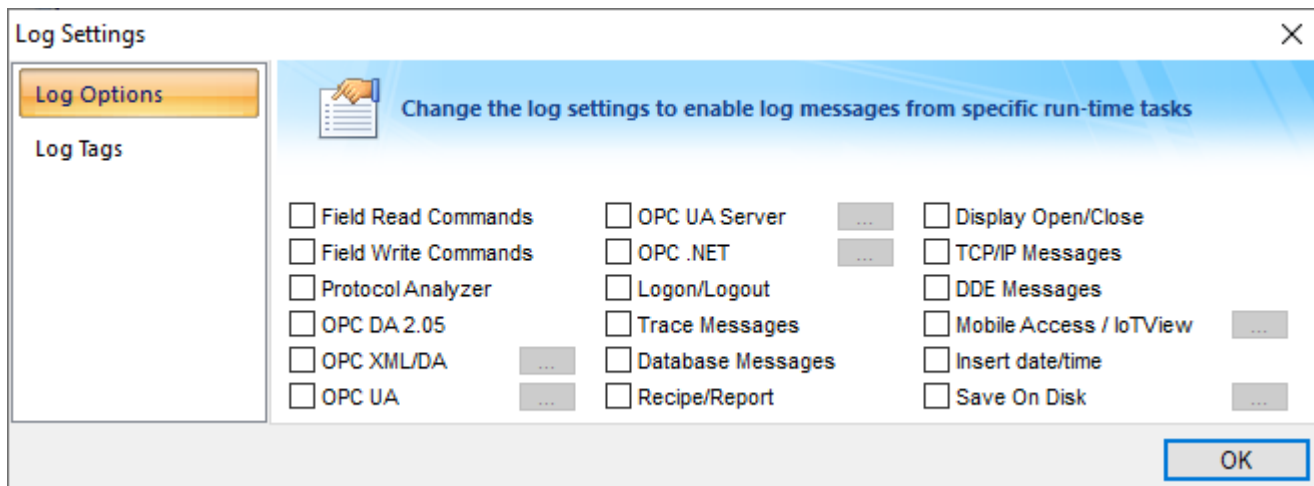 Log Settings
Log Options
Log Tags
Change the log settings to enable log messages from specific run-time tasks
Field Read Commands
Field Write Commands
Protocol Analyzer
OPC DA 2.05
OPC XML/DA ...
OPC UA ...
OPC UA Server ...
OPC .NET ...
Logon/Logout
Trace Messages
Database Messages
Recipe/Report
Display Open/Close
TCP/IP Messages
DDE Messages
Mobile Access / IoTView ...
Insert date/time
Save On Disk ...
OK